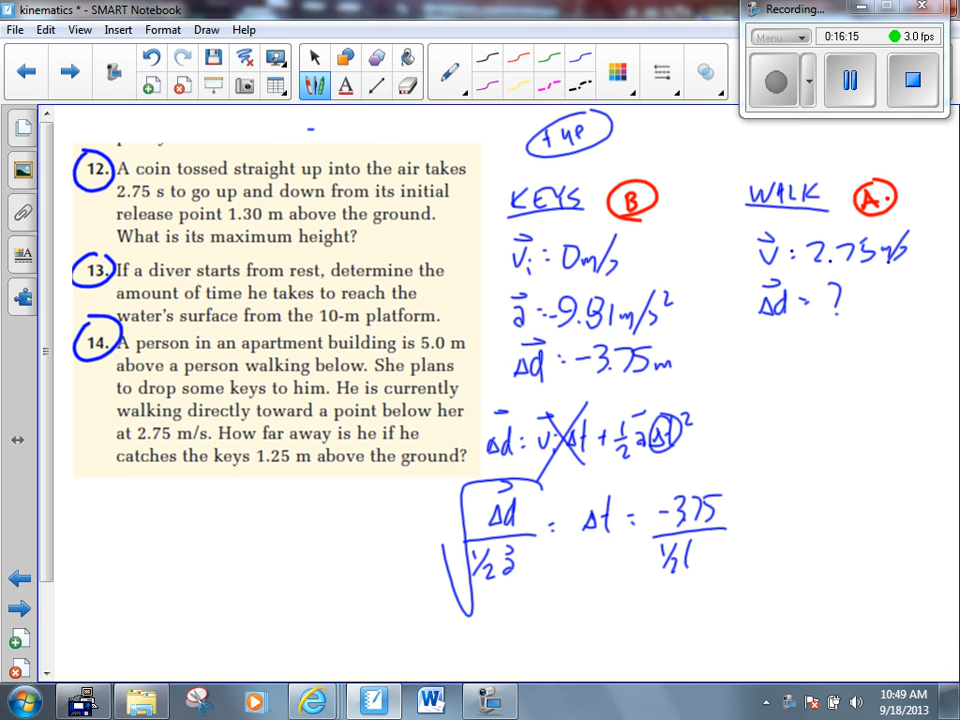 kinematics * - SMART Notebook
File Edit View Insert Format Draw Help
Recording...
Menu
0:16:15
3.0 fps
12. A coin tossed straight up into the air takes
2.75 s to go up and down from its initial
release point 1.30 m above the ground.
What is its maximum height?
13. If a diver starts from rest, determine the
amount of time he takes to reach the
water's surface from the 10-m platform.
14. A person in an apartment building is 5.0 m
above a person walking below. She plans
to drop some keys to him. He is currently
walking directly toward a point below her
at 2.75 m/s. How far away is he if he
catches the keys 1.25 m above the ground?
+ up
KEYS B
v⃗i = 0 m/s
a⃗ = -9.81 m/s²
Δd⃗ = -3.75 m
WALK A.
v⃗ : 2.75 m/s
Δd⃗ = ?
Δd⃗ = v⃗iΔt + 1/2 a⃗ Δt²
√ Δd⃗ / 1/2 a⃗ = Δt = -3.75 / 1/2 (
10:49 AM
9/18/2013